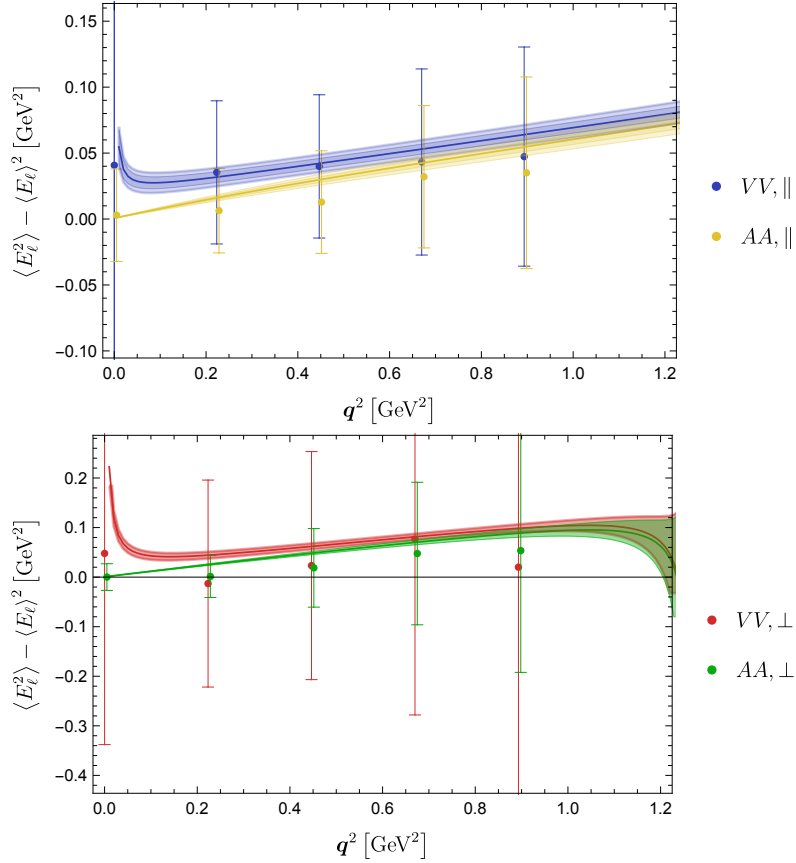 0.15
0.10
0.05
0.00
−0.05
−0.10
⟨E_ℓ^2⟩ − ⟨E_ℓ⟩^2 [GeV^2]
0.0 0.2 0.4 0.6 0.8 1.0 1.2
q^2 [GeV^2]
VV, ∥
AA, ∥
0.2
0.1
0.0
−0.1
−0.2
−0.3
−0.4
⟨E_ℓ^2⟩ − ⟨E_ℓ⟩^2 [GeV^2]
0.0 0.2 0.4 0.6 0.8 1.0 1.2
q^2 [GeV^2]
VV, ⊥
AA, ⊥